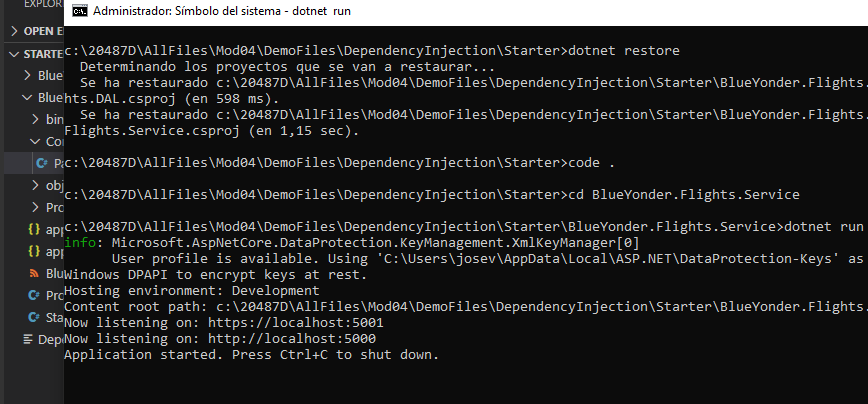 EXPLOR
OPEN E
STARTE
Blue
Blue
bin
Co
Pa
obj
Pro
app
app
Blu
Pro
Sta
Depe
Administrador: Símbolo del sistema - dotnet run
c:\20487D\AllFiles\Mod04\DemoFiles\DependencyInjection\Starter>dotnet restore
Determinando los proyectos que se van a restaurar...
Se ha restaurado c:\20487D\AllFiles\Mod04\DemoFiles\DependencyInjection\Starter\BlueYonder.Flights.
hts.DAL.csproj (en 598 ms).
Se ha restaurado c:\20487D\AllFiles\Mod04\DemoFiles\DependencyInjection\Starter\BlueYonder.Flights.
Flights.Service.csproj (en 1,15 sec).
c:\20487D\AllFiles\Mod04\DemoFiles\DependencyInjection\Starter>code .
c:\20487D\AllFiles\Mod04\DemoFiles\DependencyInjection\Starter>cd BlueYonder.Flights.Service
c:\20487D\AllFiles\Mod04\DemoFiles\DependencyInjection\Starter\BlueYonder.Flights.Service>dotnet run
info: Microsoft.AspNetCore.DataProtection.KeyManagement.XmlKeyManager[0]
User profile is available. Using 'C:\Users\josev\AppData\Local\ASP.NET\DataProtection-Keys' as
Windows DPAPI to encrypt keys at rest.
Hosting environment: Development
Content root path: c:\20487D\AllFiles\Mod04\DemoFiles\DependencyInjection\Starter\BlueYonder.Flights.
Now listening on: https://localhost:5001
Now listening on: http://localhost:5000
Application started. Press Ctrl+C to shut down.